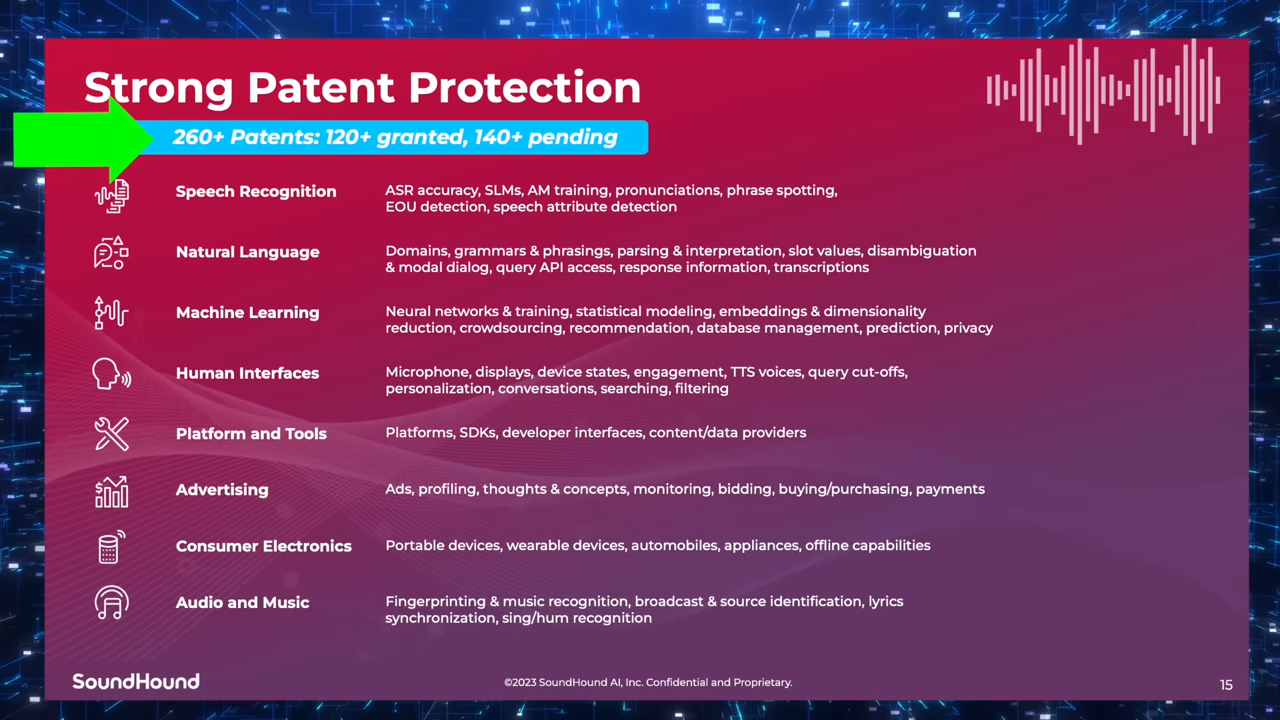 Strong Patent Protection
260+ Patents: 120+ granted, 140+ pending
Speech Recognition
ASR accuracy, SLMs, AM training, pronunciations, phrase spotting,
EOU detection, speech attribute detection
Natural Language
Domains, grammars & phrasings, parsing & interpretation, slot values, disambiguation
& modal dialog, query API access, response information, transcriptions
Machine Learning
Neural networks & training, statistical modeling, embeddings & dimensionality
reduction, crowdsourcing, recommendation, database management, prediction, privacy
Human Interfaces
Microphone, displays, device states, engagement, TTS voices, query cut-offs,
personalization, conversations, searching, filtering
Platform and Tools
Platforms, SDKs, developer interfaces, content/data providers
Advertising
Ads, profiling, thoughts & concepts, monitoring, bidding, buying/purchasing, payments
Consumer Electronics
Portable devices, wearable devices, automobiles, appliances, offline capabilities
Audio and Music
Fingerprinting & music recognition, broadcast & source identification, lyrics
synchronization, sing/hum recognition
SoundHound
©2023 SoundHound AI, Inc. Confidential and Proprietary.
15